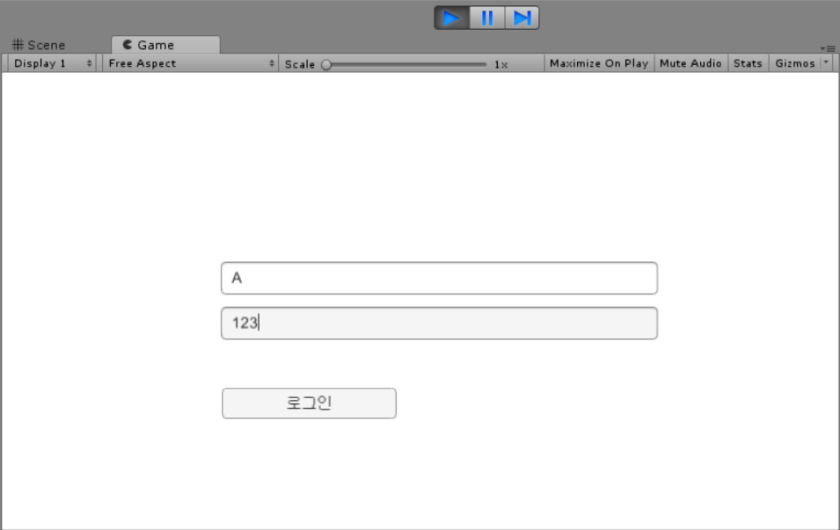 Scene Game
Display 1 Free Aspect Scale 1x Maximize On Play Mute Audio Stats Gizmos
A
123
로그인